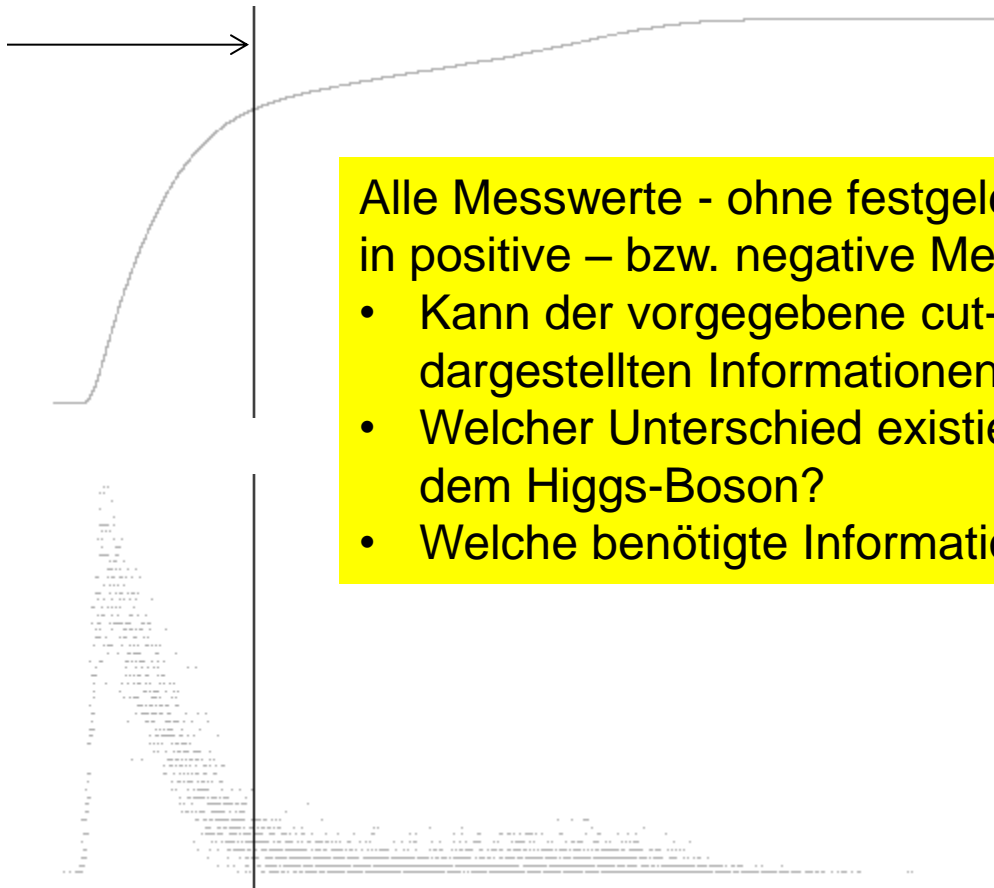 Alle Messwerte - ohne festgel
in positive – bzw. negative Me
• Kann der vorgegebene cut-
dargestellten Informationen
• Welcher Unterschied existie
dem Higgs-Boson?
• Welche benötigte Informatio